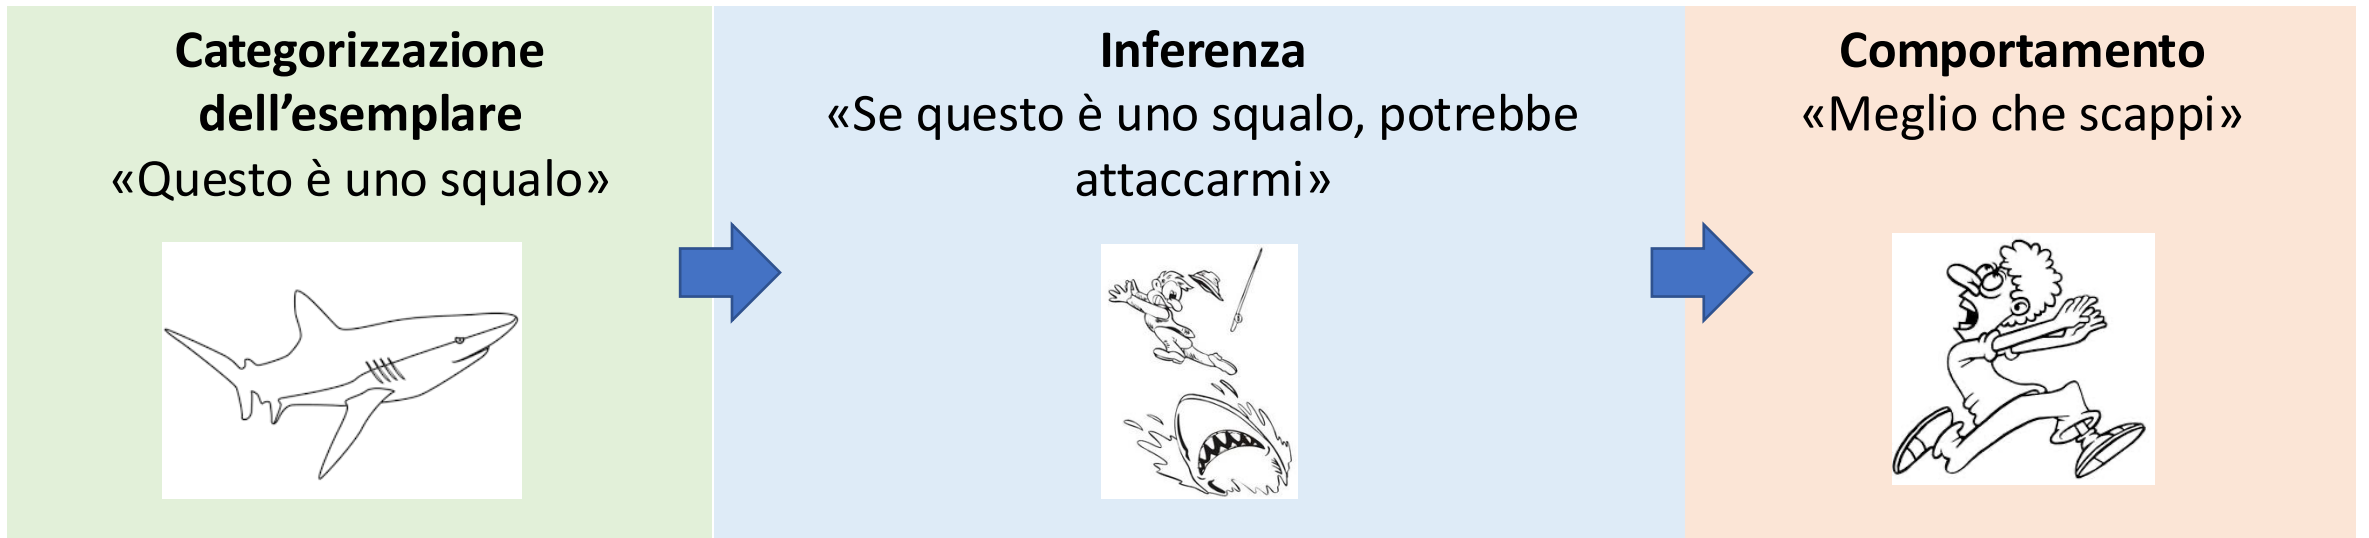 Categorizzazione
dell’esemplare
«Questo è uno squalo»
Inferenza
«Se questo è uno squalo, potrebbe
attaccarmi»
Comportamento
«Meglio che scappi»